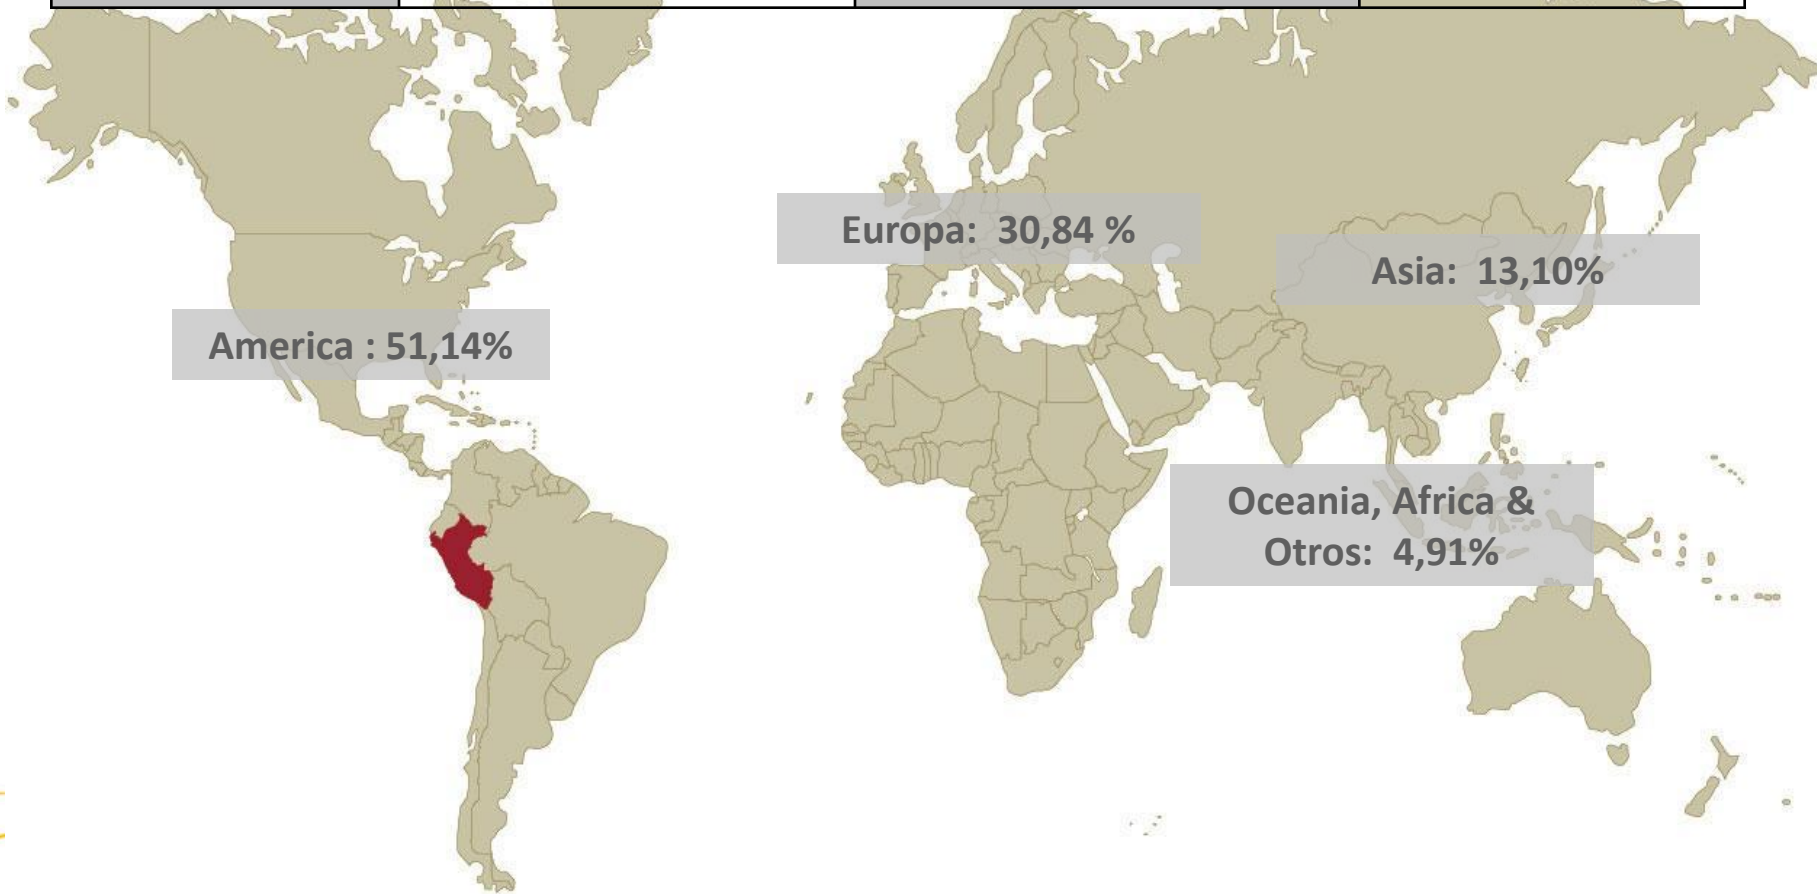 Europa: 30,84 %
Asia: 13,10%
America : 51,14%
Oceania, Africa &
Otros: 4,91%